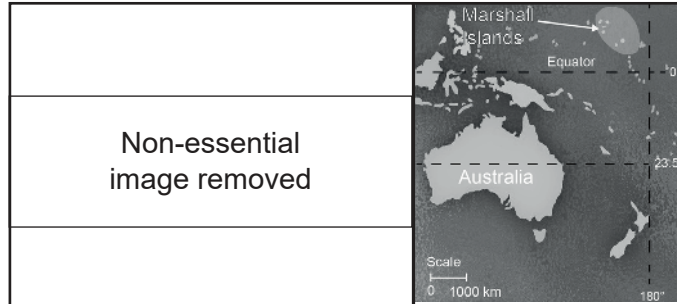 Non-essential
image removed
Marshall
Islands
Equator
0
23.5
Australia
Scale
0 1000 km
180°